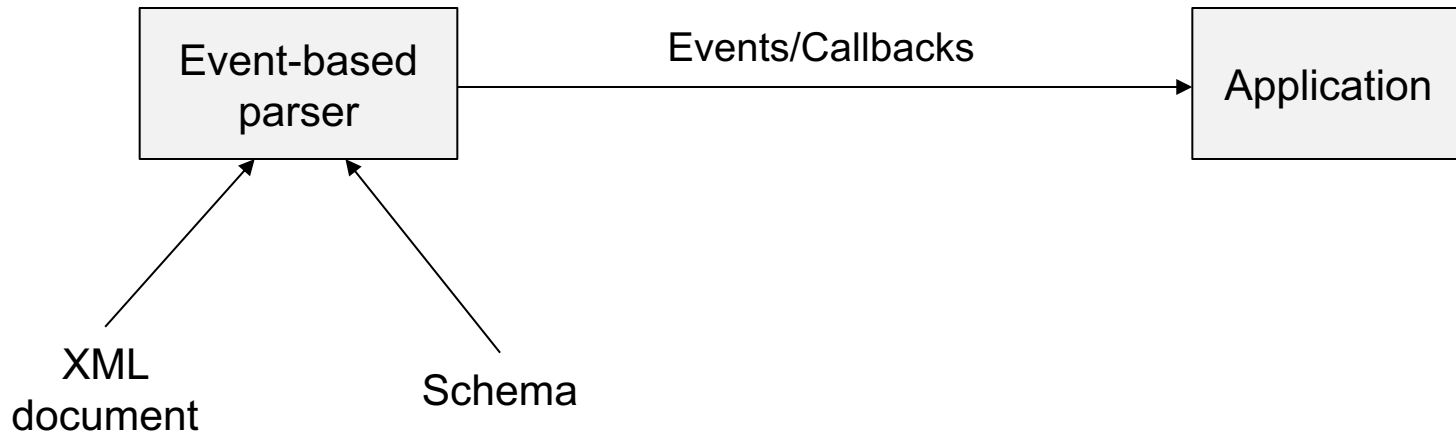 Event-based
parser
Events/Callbacks
Application
XML
document
Schema